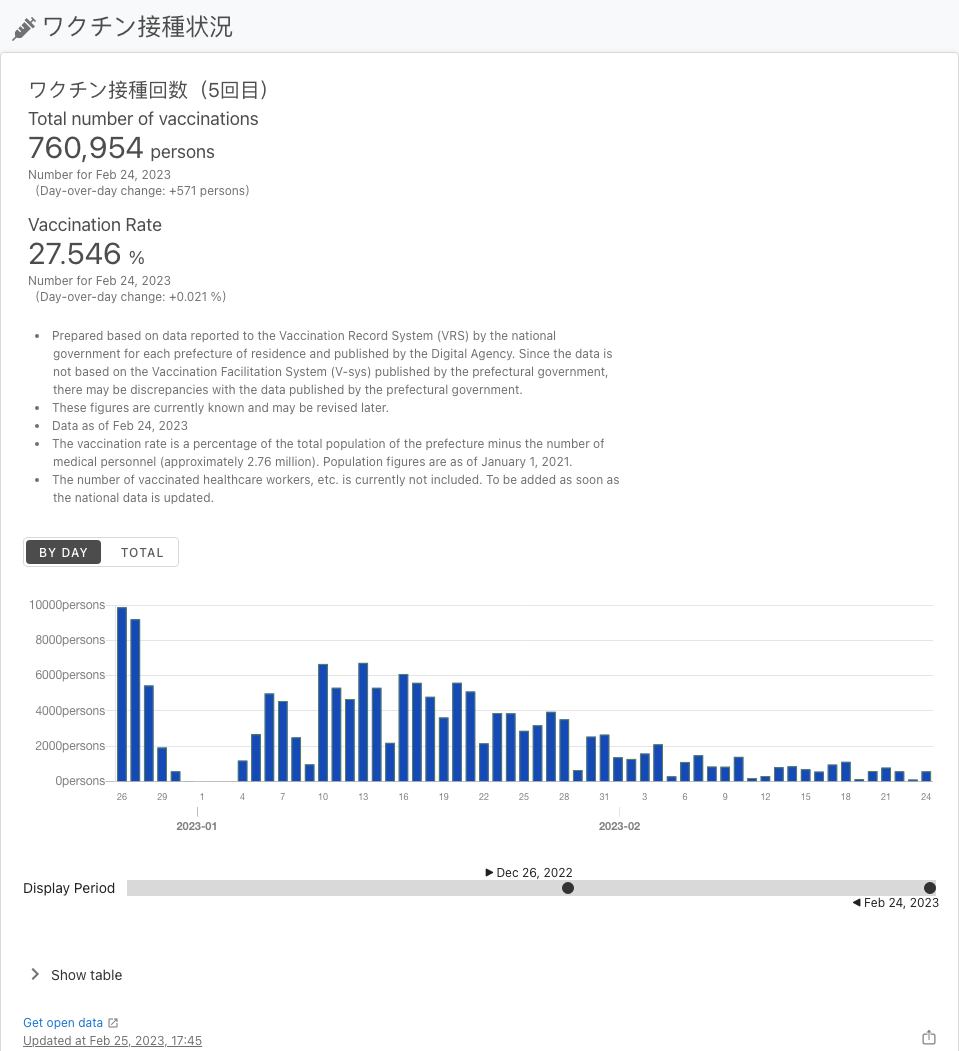 ワクチン接種状況
ワクチン接種回数（5回目）
Total number of vaccinations
760,954 persons
Number for Feb 24, 2023
（Day-over-day change: +571 persons）
Vaccination Rate
27.546 %
Number for Feb 24, 2023
（Day-over-day change: +0.021 %）
• Prepared based on data reported to the Vaccination Record System (VRS) by the national
government for each prefecture of residence and published by the Digital Agency. Since the data is
not based on the Vaccination Facilitation System (V-sys) published by the prefectural government,
there may be discrepancies with the data published by the prefectural government.
• These figures are currently known and may be revised later.
• Data as of Feb 24, 2023
• The vaccination rate is a percentage of the total population of the prefecture minus the number of
medical personnel (approximately 2.76 million). Population figures are as of January 1, 2021.
• The number of vaccinated healthcare workers, etc. is currently not included. To be added as soon as
the national data is updated.
BY DAY TOTAL
10000persons
8000persons
6000persons
4000persons
2000persons
0persons
26 29 1 4 7 10 13 16 19 22 25 28 31 3 6 9 12 15 18 21 24
2023-01 2023-02
Dec 26, 2022
Display Period
Feb 24, 2023
Show table
Get open data
Updated at Feb 25, 2023, 17:45